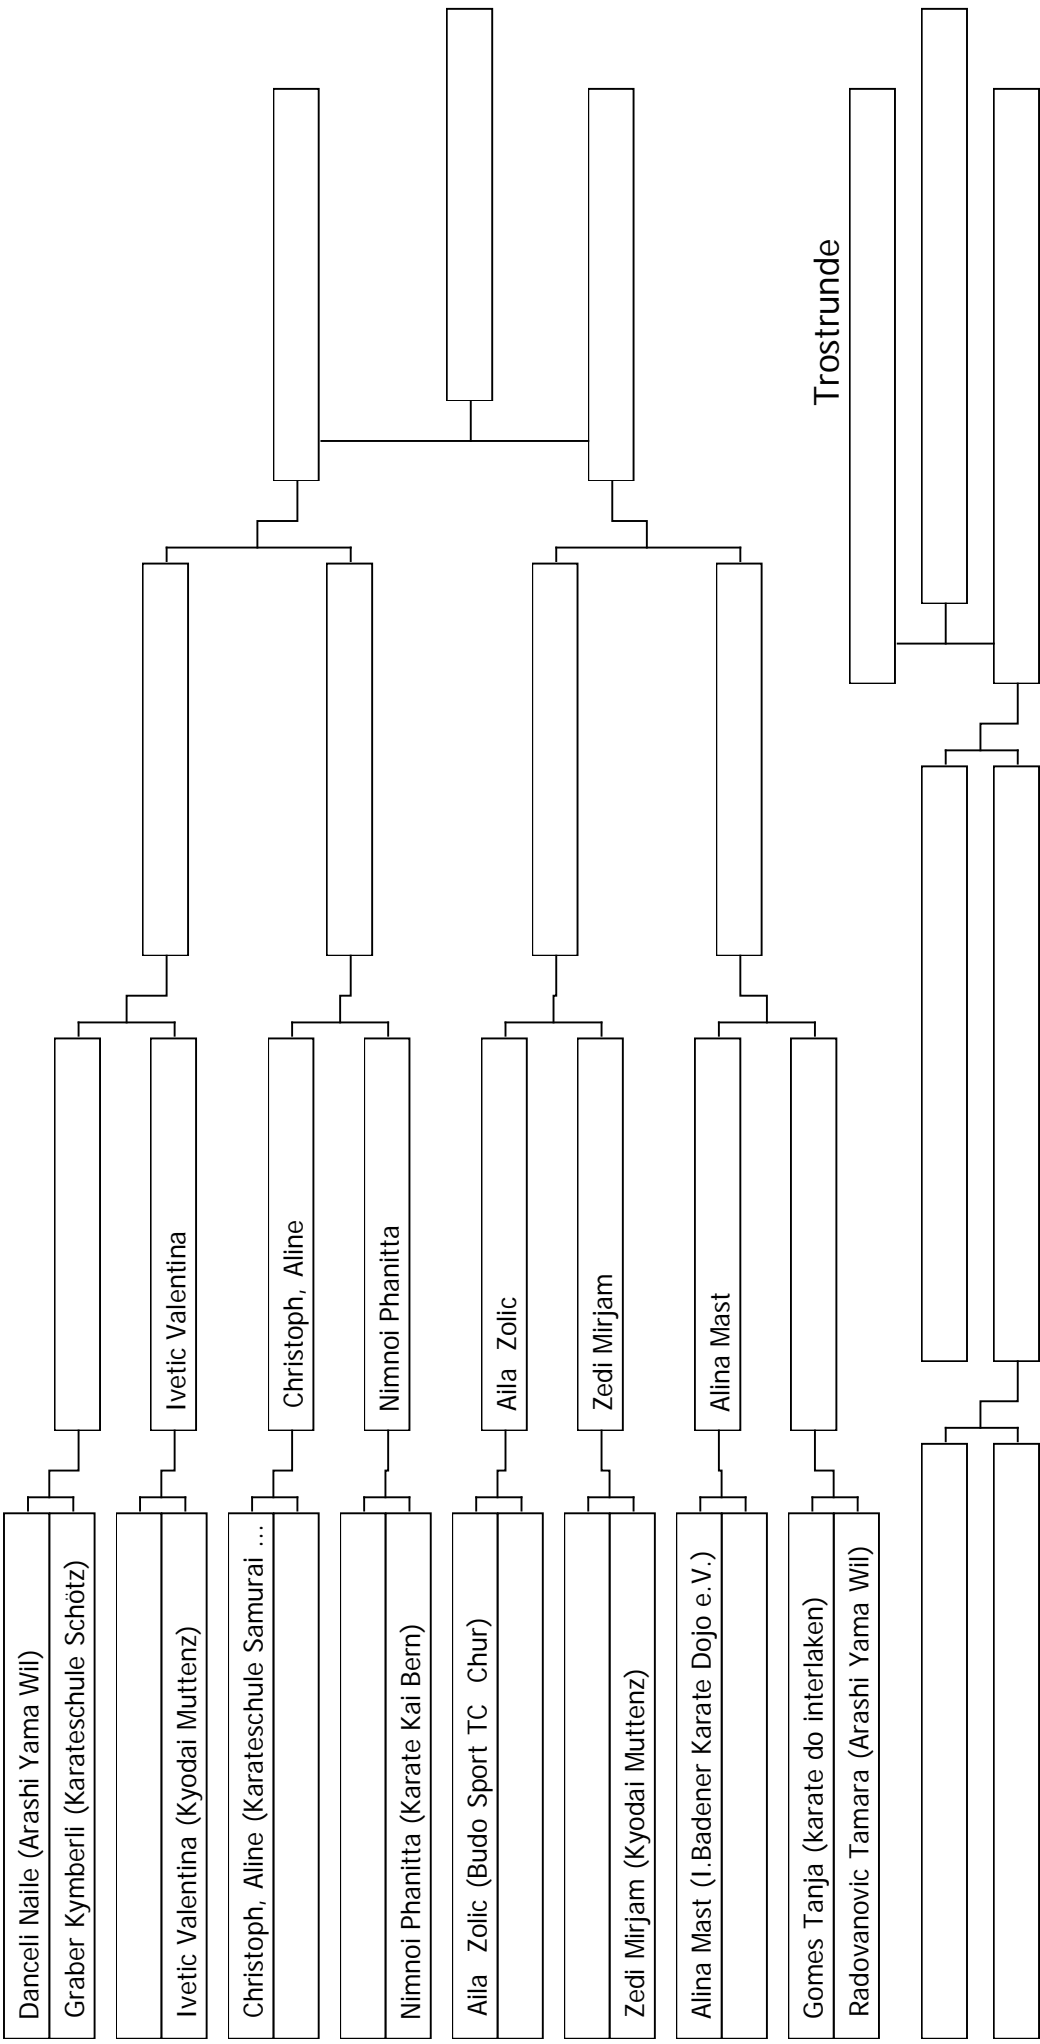 Danceli Naile (Arashi Yama Wil)
Graber Kymberli (Karateschule Schötz)
Ivetic Valentina (Kyodai Muttenz)
Christoph, Aline (Karateschule Samurai ...
Nimnoi Phanitta (Karate Kai Bern)
Aila Zolic (Budo Sport TC Chur)
Zedi Mirjam (Kyodai Muttenz)
Alina Mast (I.Badener Karate Dojo e.V.)
Gomes Tanja (karate do interlaken)
Radovanovic Tamara (Arashi Yama Wil)
Ivetic Valentina
Christoph, Aline
Nimnoi Phanitta
Aila Zolic
Zedi Mirjam
Alina Mast
Trostrunde